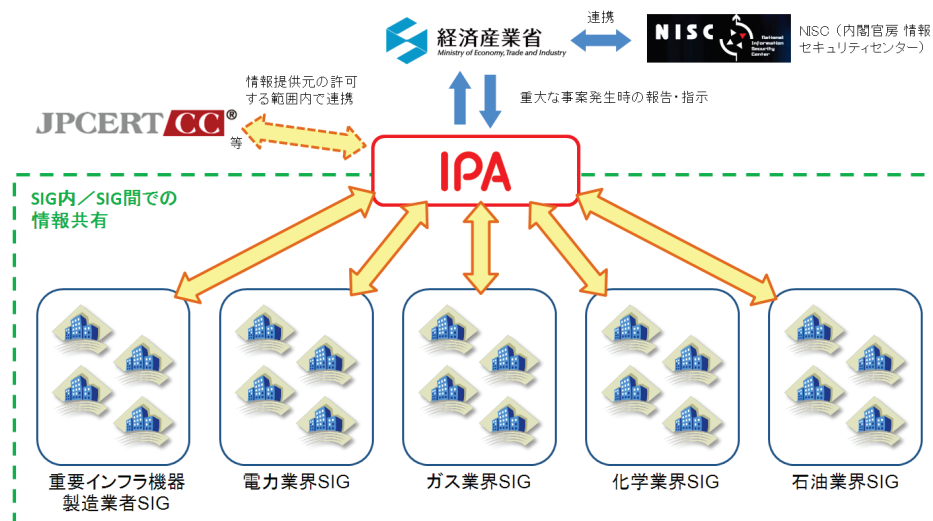 経済産業省
Ministry of Economy, Trade and Industry
連携
NISC
National
Information
Security
Center
NISC（内閣官房 情報
セキュリティセンター）
情報提供元の許可
する範囲内で連携
重大な事案発生時の報告・指示
JPCERT CC®
等
IPA
SIG内／SIG間での
情報共有
重要インフラ機器
製造業者SIG
電力業界SIG
ガス業界SIG
化学業界SIG
石油業界SIG